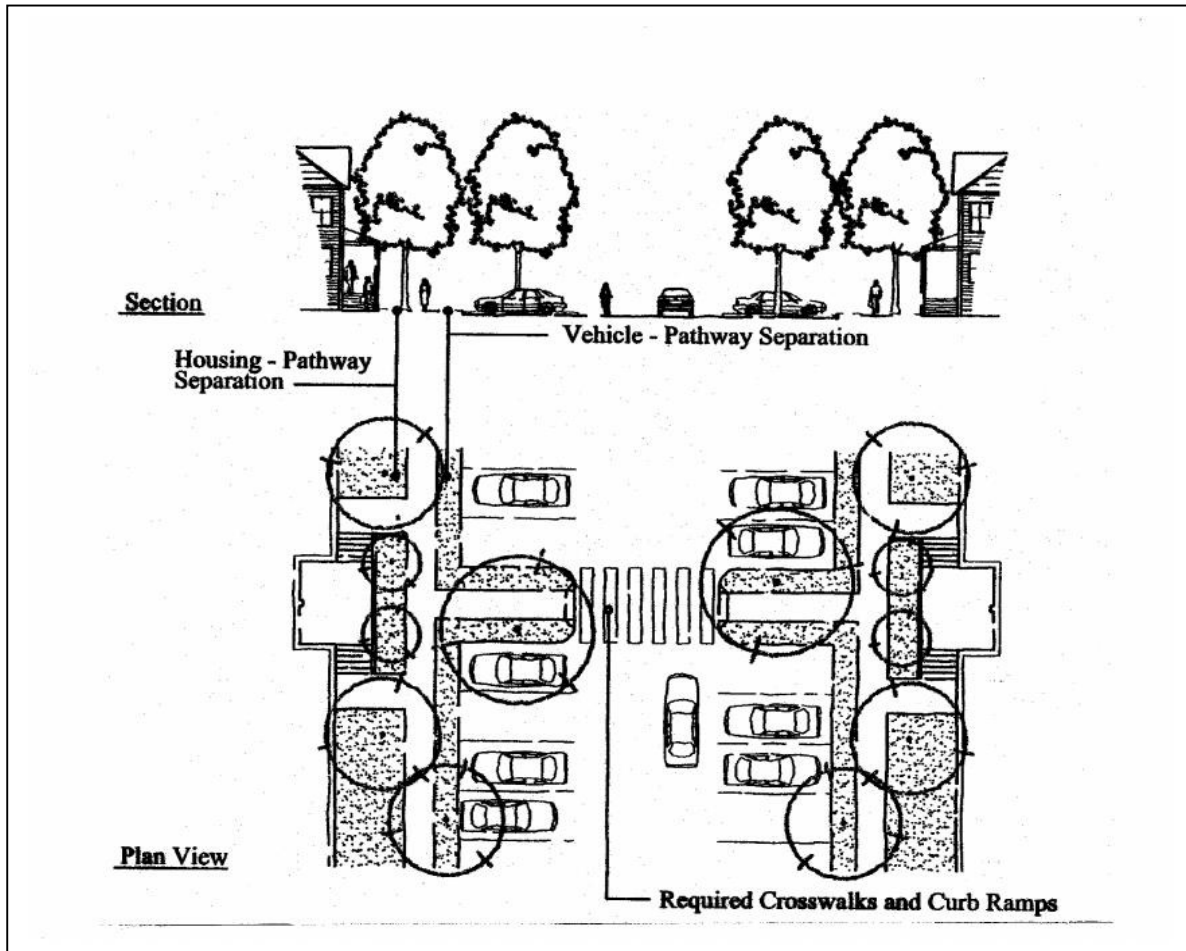 Section
Vehicle - Pathway Separation
Housing - Pathway
Separation
Plan View
Required Crosswalks and Curb Ramps